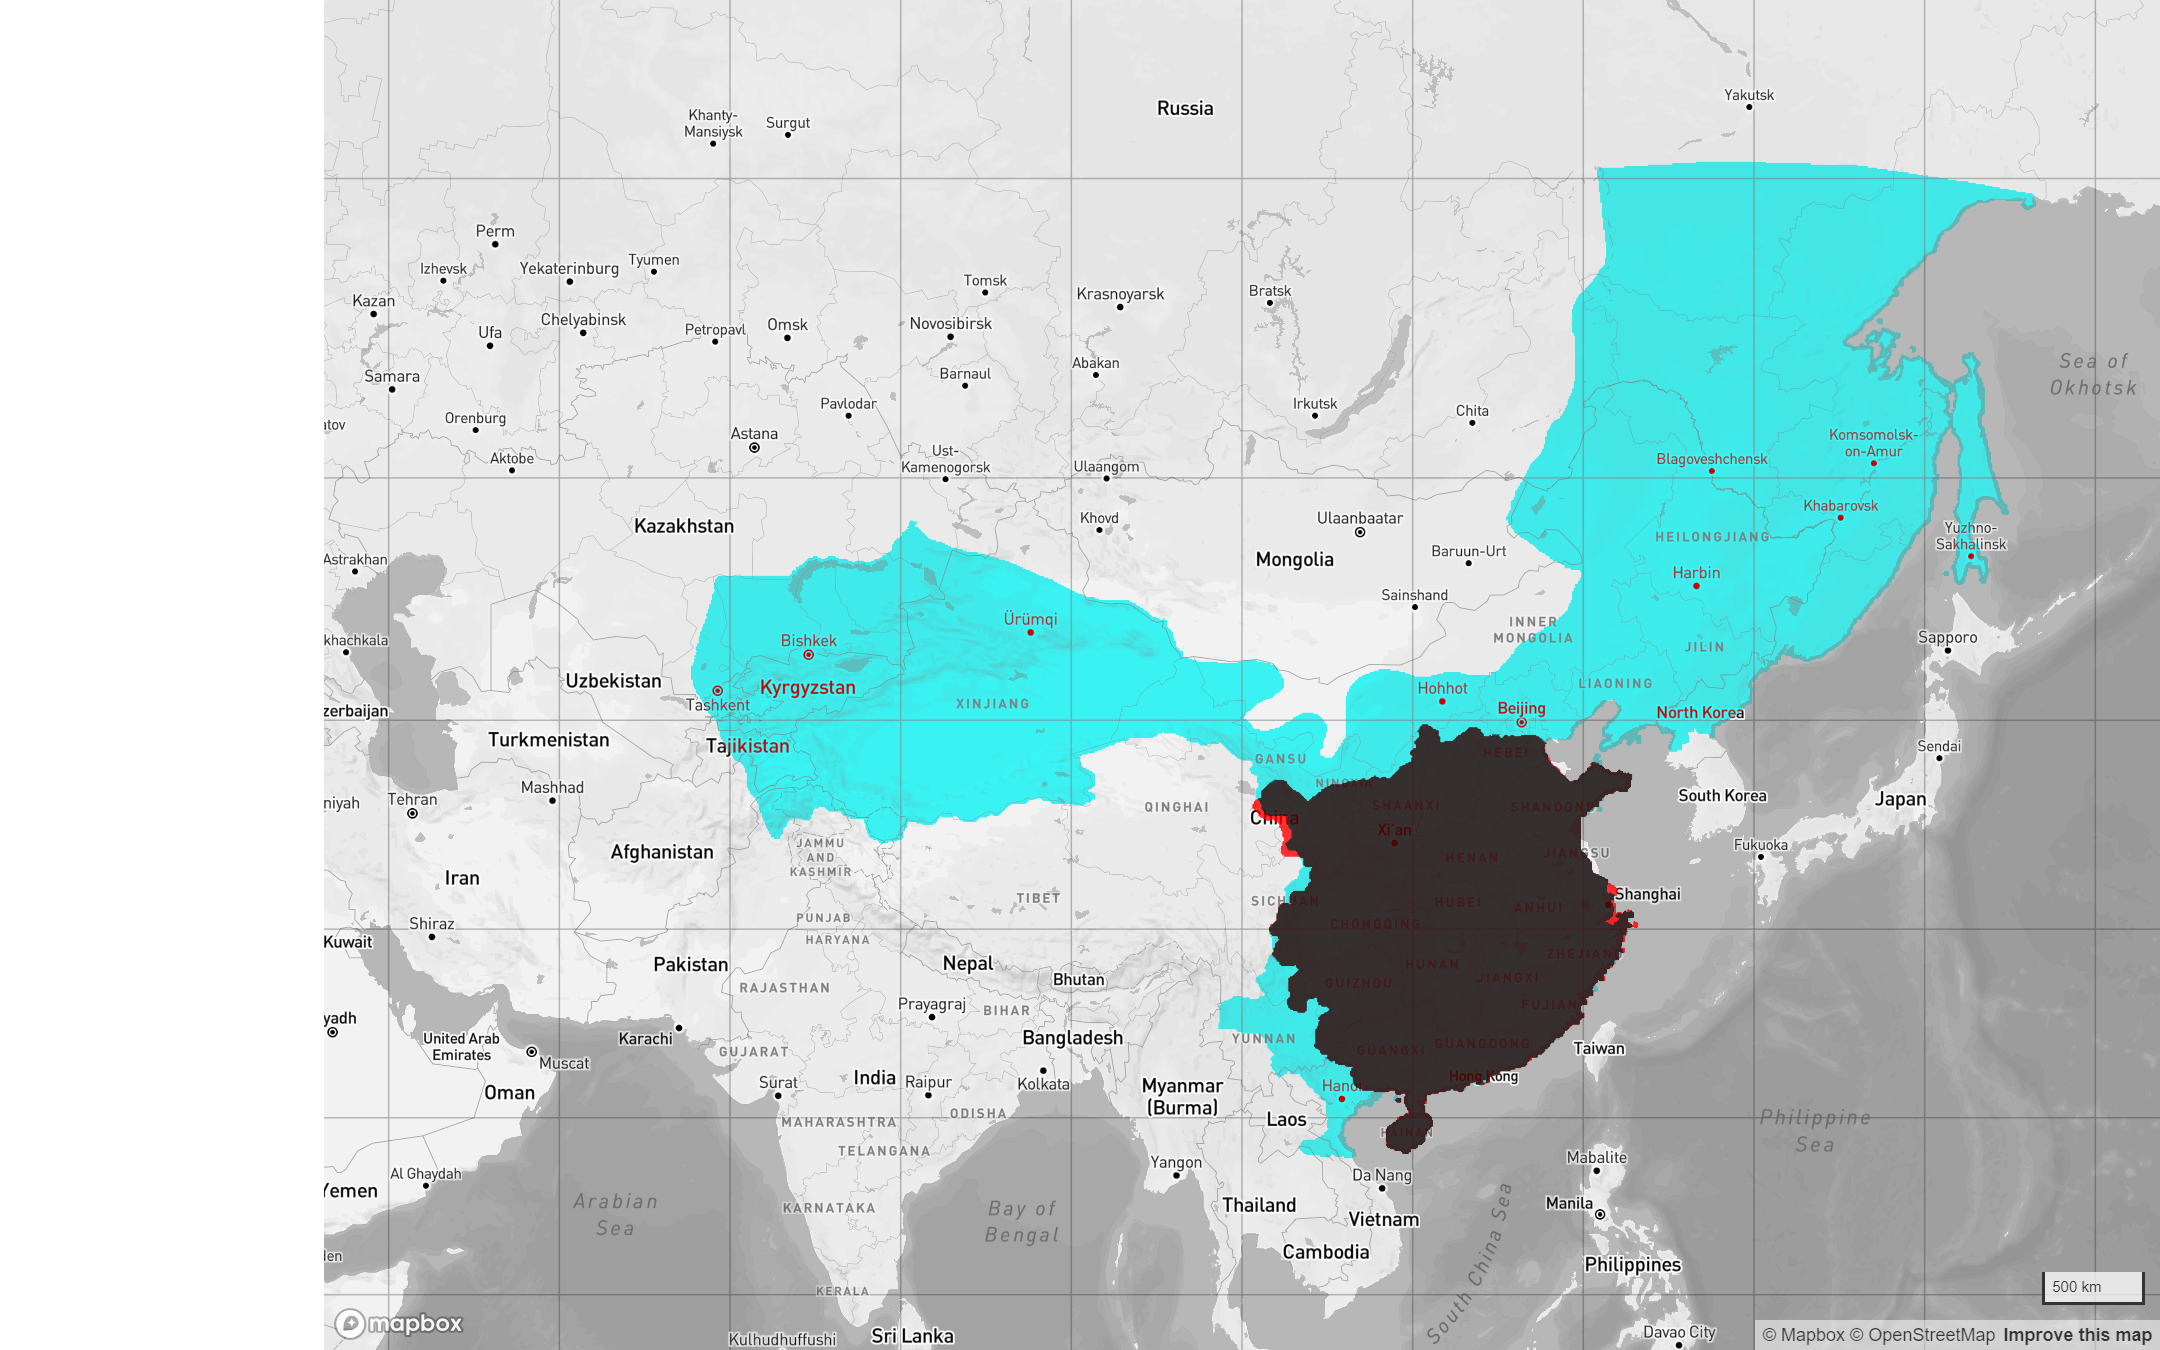 Russia
Yakutsk
Khanty-
Mansiysk
Surgut
Perm
Izhevsk
Yekaterinburg
Tyumen
Kazan
Chelyabinsk
Ufa
Petropavl
Omsk
Tomsk
Novosibirsk
Krasnoyarsk
Bratsk
Samara
Barnaul
Abakan
Orenburg
Pavlodar
Irkutsk
Chita
Sea of
Okhotsk
atov
Astana
Aktobe
Ust-
Kamenogorsk
Ulaangom
Blagoveshchensk
Komsomolsk-
on-Amur
Khabarovsk
Kazakhstan
Khovd
Ulaanbaatar
Mongolia
Baruun-Urt
HEILONGJIANG
Yuzhno-
Sakhalinsk
Astrakhan
Harbin
Sainshand
INNER
MONGOLIA
JILIN
Sapporo
khachkala
Bishkek
Ürümqi
Uzbekistan
Kyrgyzstan
Tashkent
XINJIANG
Hohhot
LIAONING
Beijing
North Korea
zerbaijan
Turkmenistan
Tajikistan
GANSU
HEBEI
Sendai
Mashhad
NINGXIA
niyah
Tehran
QINGHAI
SHAANXI
SHANDONG
South Korea
Japan
China
Xi'an
Afghanistan
JAMMU
AND
KASHMIR
HENAN
JIANGSU
Fukuoka
Iran
TIBET
SICHUAN
HUBEI
ANHUI
Shanghai
Shiraz
PUNJAB
CHONGQING
Kuwait
HARYANA
Pakistan
Nepal
Bhutan
HUNAN
ZHEJIANG
JIANGXI
GUIZHOU
RAJASTHAN
Prayagraj
BIHAR
FUJIAN
yadh
Karachi
United Arab
Emirates
Muscat
Bangladesh
YUNNAN
GUANGXI
GUANGDONG
Taiwan
GUJARAT
Oman
Surat
India
Raipur
Kolkata
Myanmar
(Burma)
Hanoi
Hong Kong
MAHARASHTRA
ODISHA
Laos
HAINAN
Philippine
Sea
TELANGANA
Yemen
Al Ghaydah
Yangon
Da Nang
Mabalite
Arabian
Sea
KARNATAKA
Bay of
Bengal
Thailand
Vietnam
Manila
len
Cambodia
South China Sea
Philippines
KERALA
500 km
mapbox
Kulhudhuffushi
Sri Lanka
Davao City
© Mapbox © OpenStreetMap Improve this map